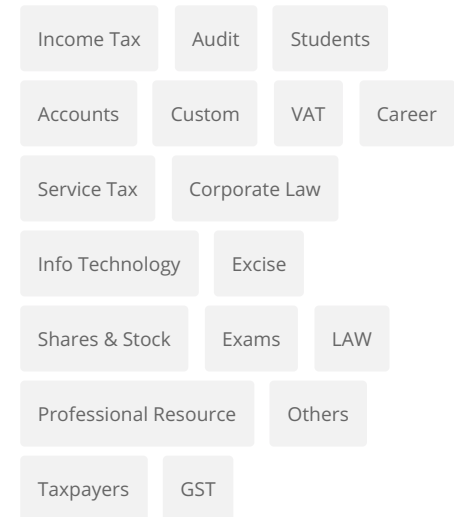 Income Tax Audit Students
Accounts Custom VAT Career
Service Tax Corporate Law
Info Technology Excise
Shares & Stock Exams LAW
Professional Resource Others
Taxpayers GST